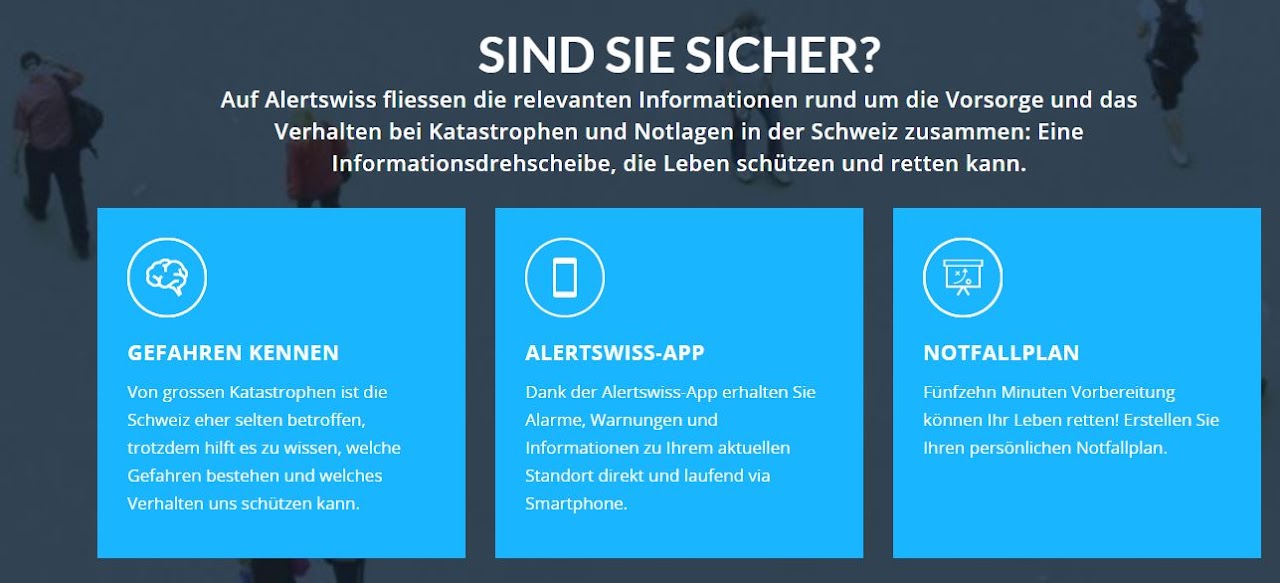 SIND SIE SICHER?
Auf Alertswiss fliessen die relevanten Informationen rund um die Vorsorge und das
Verhalten bei Katastrophen und Notlagen in der Schweiz zusammen: Eine
Informationsdrehscheibe, die Leben schützen und retten kann.
GEFAHREN KENNEN
Von grossen Katastrophen ist die
Schweiz eher selten betroffen,
trotzdem hilft es zu wissen, welche
Gefahren bestehen und welches
Verhalten uns schützen kann.
ALERTSWISS-APP
Dank der Alertswiss-App erhalten Sie
Alarme, Warnungen und
Informationen zu Ihrem aktuellen
Standort direkt und laufend via
Smartphone.
NOTFALLPLAN
Fünfzehn Minuten Vorbereitung
können Ihr Leben retten! Erstellen Sie
Ihren persönlichen Notfallplan.